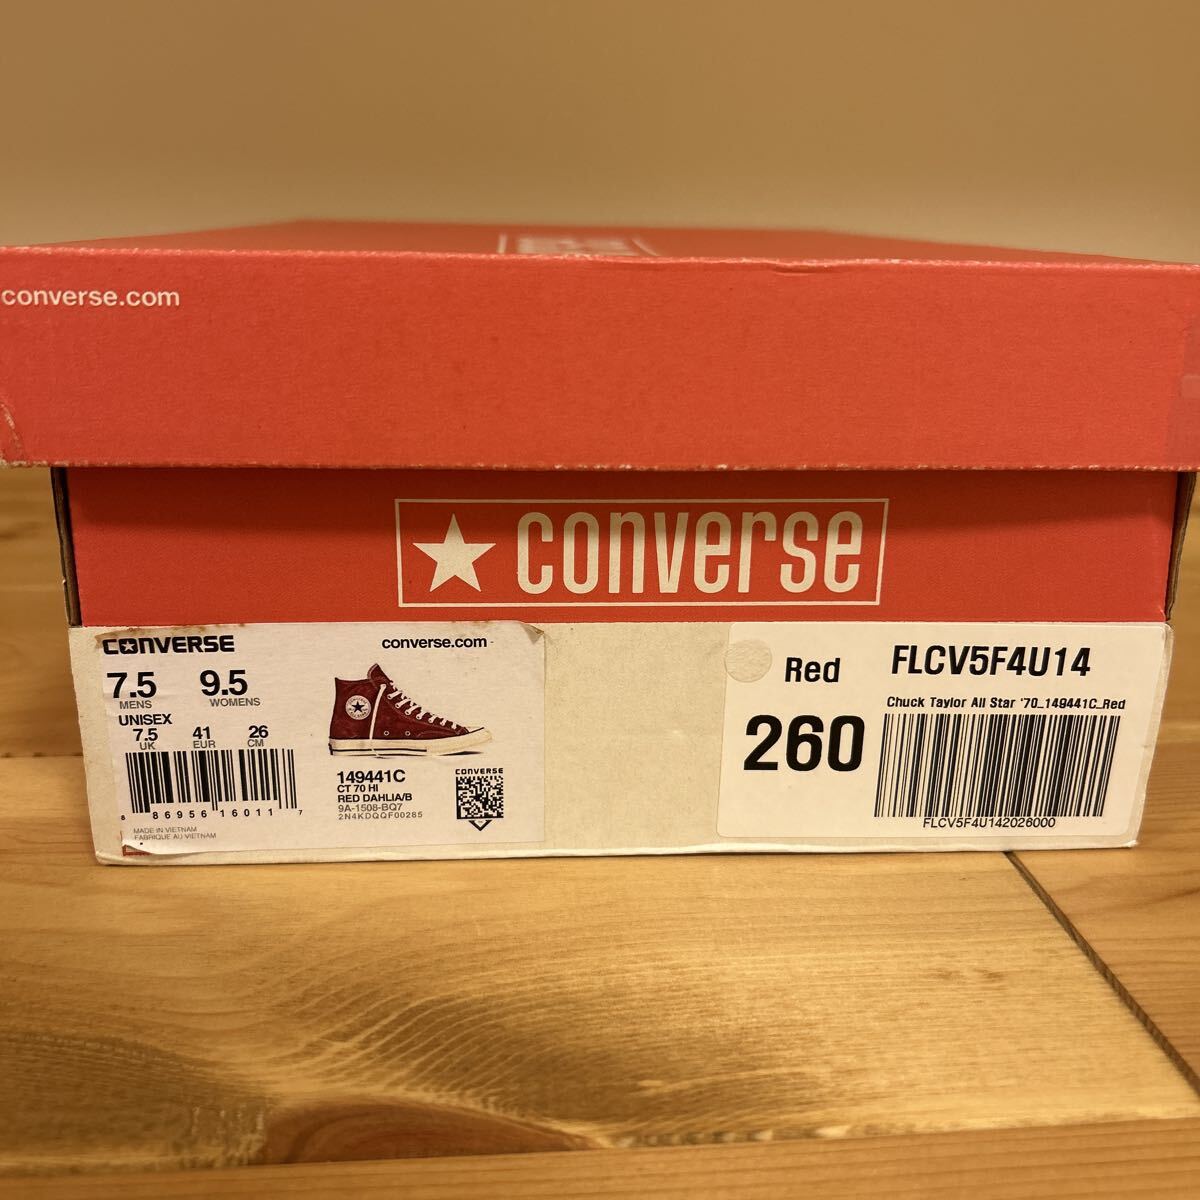 converse.com
converse
CONVERSE
converse.com
7.5
MENS
9.5
WOMENS
UNISEX
7.5
UK
41
EUR
26
CM
8 86956 16011 7
MADE IN VIETNAM
FABRIQUE AU VIETNAM
149441C
CT 70 HI
RED DAHLIA/B
9A-1508-BQ7
2N4KDQQF00285
CONVERSE
Red
FLCV5F4U14
Chuck Taylor All Star '70_149441C_Red
260
FLCV5F4U142026000